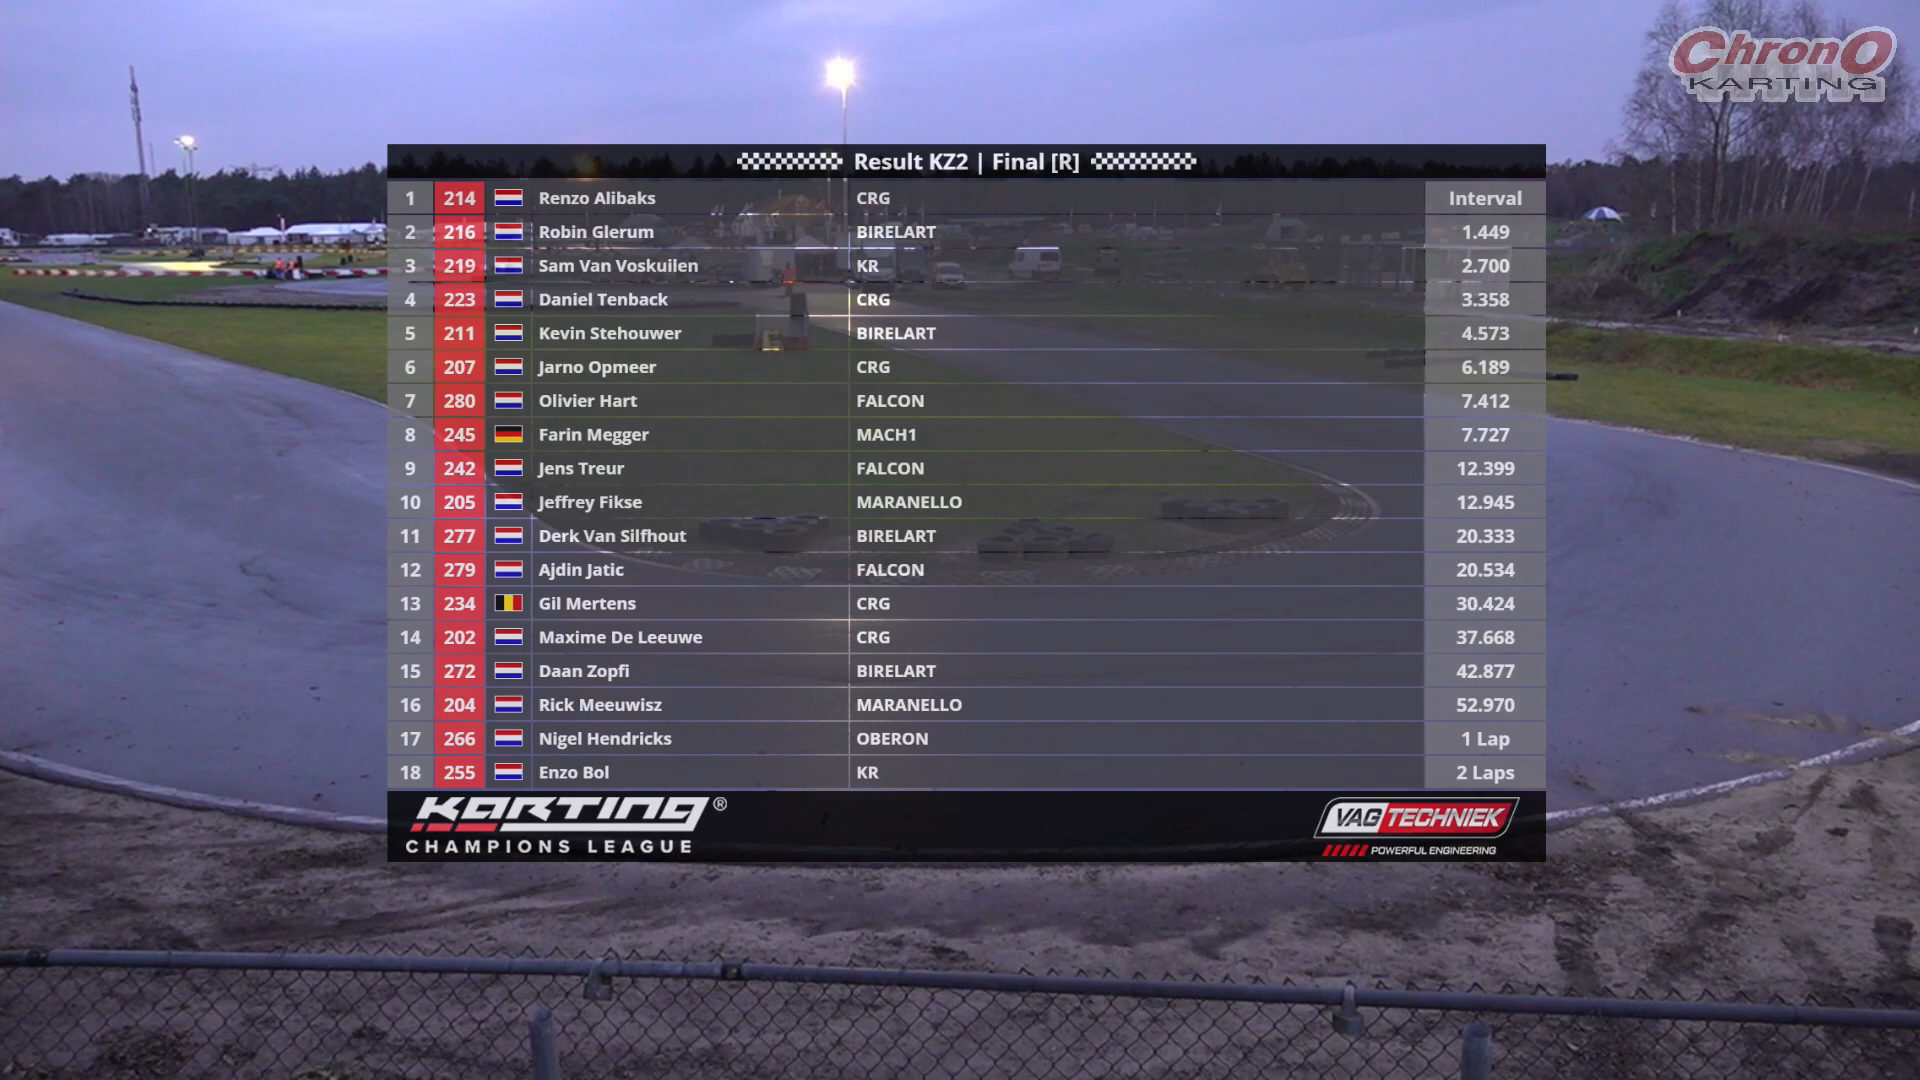 ChronO
KARTING
Result KZ2 | Final [R]
1 214 Renzo Alibaks CRG Interval
2 216 Robin Glerum BIRELART 1.449
3 219 Sam Van Voskuilen KR 2.700
4 223 Daniel Tenback CRG 3.358
5 211 Kevin Stehouwer BIRELART 4.573
6 207 Jarno Opmeer CRG 6.189
7 280 Olivier Hart FALCON 7.412
8 245 Farin Megger MACH1 7.727
9 242 Jens Treur FALCON 12.399
10 205 Jeffrey Fikse MARANELLO 12.945
11 277 Derk Van Silfhout BIRELART 20.333
12 279 Ajdin Jatic FALCON 20.534
13 234 Gil Mertens CRG 30.424
14 202 Maxime De Leeuwe CRG 37.668
15 272 Daan Zopfi BIRELART 42.877
16 204 Rick Meeuwisz MARANELLO 52.970
17 266 Nigel Hendricks OBERON 1 Lap
18 255 Enzo Bol KR 2 Laps
KARTING®
CHAMPIONS LEAGUE
VAG TECHNIEK
POWERFUL ENGINEERING